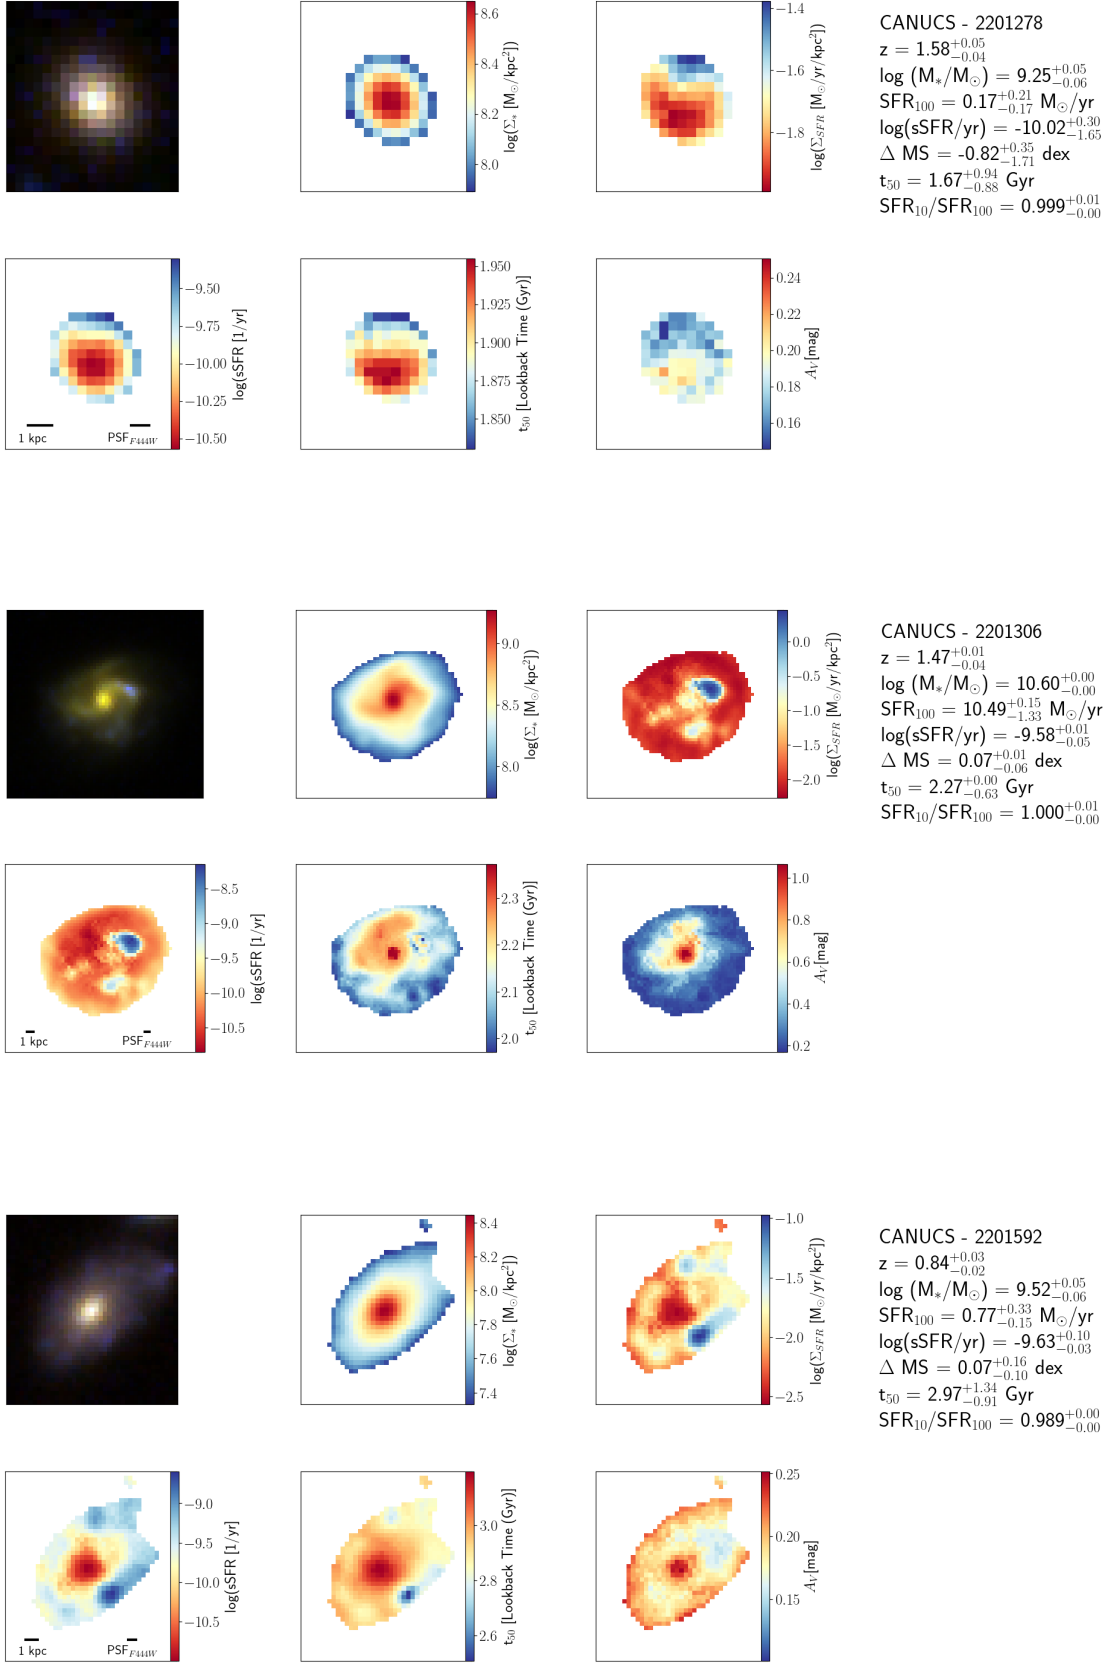 8.6
8.4
8.2
8.0
log(Σ* [M⊙/kpc²])
−1.4
−1.6
−1.8
log(Σ_SFR [M⊙/yr/kpc²])
CANUCS - 2201278
z = 1.58 +0.05 −0.04
log (M*/M⊙) = 9.25 +0.05 −0.06
SFR100 = 0.17 +0.21 −0.17 M⊙/yr
log(sSFR/yr) = -10.02 +0.30 −1.65
Δ MS = -0.82 +0.35 −1.71 dex
t50 = 1.67 +0.94 −0.88 Gyr
SFR10/SFR100 = 0.999 +0.01 −0.00
1 kpc
PSF F444W
−9.50
−9.75
−10.00
−10.25
−10.50
log(sSFR [1/yr]
1.950
1.925
1.900
1.875
1.850
t50 [Lookback Time (Gyr)]
0.24
0.22
0.20
0.18
0.16
A_V[mag]
9.0
8.5
8.0
log(Σ* [M⊙/kpc²])
0.0
−0.5
−1.0
−1.5
−2.0
log(Σ_SFR [M⊙/yr/kpc²])
CANUCS - 2201306
z = 1.47 +0.01 −0.04
log (M*/M⊙) = 10.60 +0.00 −0.00
SFR100 = 10.49 +0.15 −1.33 M⊙/yr
log(sSFR/yr) = -9.58 +0.01 −0.05
Δ MS = 0.07 +0.01 −0.06 dex
t50 = 2.27 +0.00 −0.63 Gyr
SFR10/SFR100 = 1.000 +0.01 −0.00
1 kpc
PSF F444W
−8.5
−9.0
−9.5
−10.0
−10.5
log(sSFR [1/yr]
2.3
2.2
2.1
2.0
t50 [Lookback Time (Gyr)]
1.0
0.8
0.6
0.4
0.2
A_V[mag]
8.4
8.2
8.0
7.8
7.6
7.4
log(Σ* [M⊙/kpc²])
−1.0
−1.5
−2.0
−2.5
log(Σ_SFR [M⊙/yr/kpc²])
CANUCS - 2201592
z = 0.84 +0.03 −0.02
log (M*/M⊙) = 9.52 +0.05 −0.06
SFR100 = 0.77 +0.33 −0.15 M⊙/yr
log(sSFR/yr) = -9.63 +0.10 −0.03
Δ MS = 0.07 +0.16 −0.10 dex
t50 = 2.97 +1.34 −0.91 Gyr
SFR10/SFR100 = 0.989 +0.00 −0.00
1 kpc
PSF F444W
−9.0
−9.5
−10.0
−10.5
log(sSFR [1/yr]
3.0
2.8
2.6
t50 [Lookback Time (Gyr)]
0.25
0.20
0.15
A_V[mag]